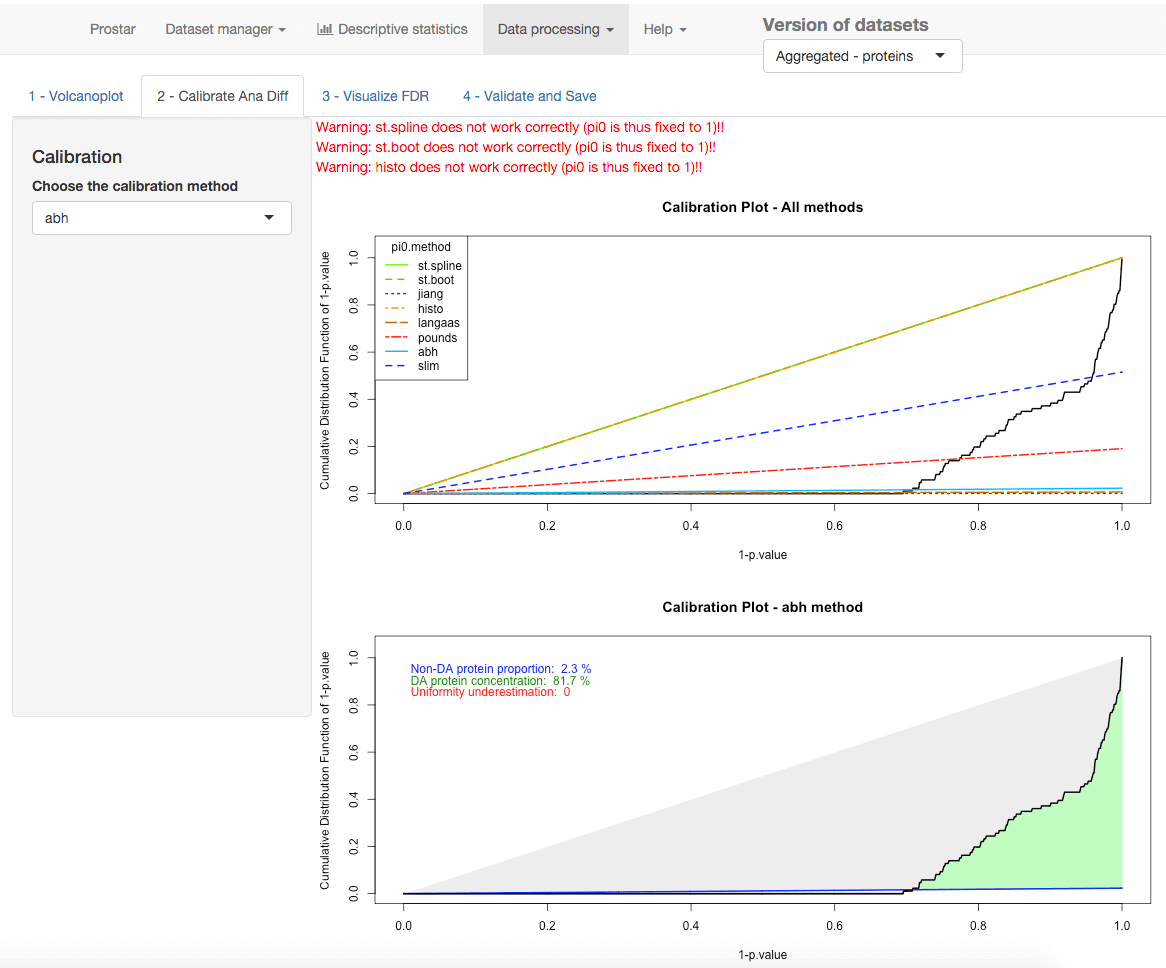 Prostar Dataset manager Descriptive statistics Data processing Help Version of datasets
Aggregated - proteins
1 - Volcanoplot 2 - Calibrate Ana Diff 3 - Visualize FDR 4 - Validate and Save
Warning: st.spline does not work correctly (pi0 is thus fixed to 1)!!
Warning: st.boot does not work correctly (pi0 is thus fixed to 1)!!
Warning: histo does not work correctly (pi0 is thus fixed to 1)!!
Calibration
Choose the calibration method
abh
Calibration Plot - All methods
Cumulative Distribution Function of 1-p.value
1.0
0.8
0.6
0.4
0.2
0.0
pi0.method
st.spline
st.boot
jiang
histo
langaas
pounds
abh
slim
0.0 0.2 0.4 0.6 0.8 1.0
1-p.value
Calibration Plot - abh method
Cumulative Distribution Function of 1-p.value
1.0
0.8
0.6
0.4
0.2
0.0
Non-DA protein proportion: 2.3 %
DA protein concentration: 81.7 %
Uniformity underestimation: 0
0.0 0.2 0.4 0.6 0.8 1.0
1-p.value